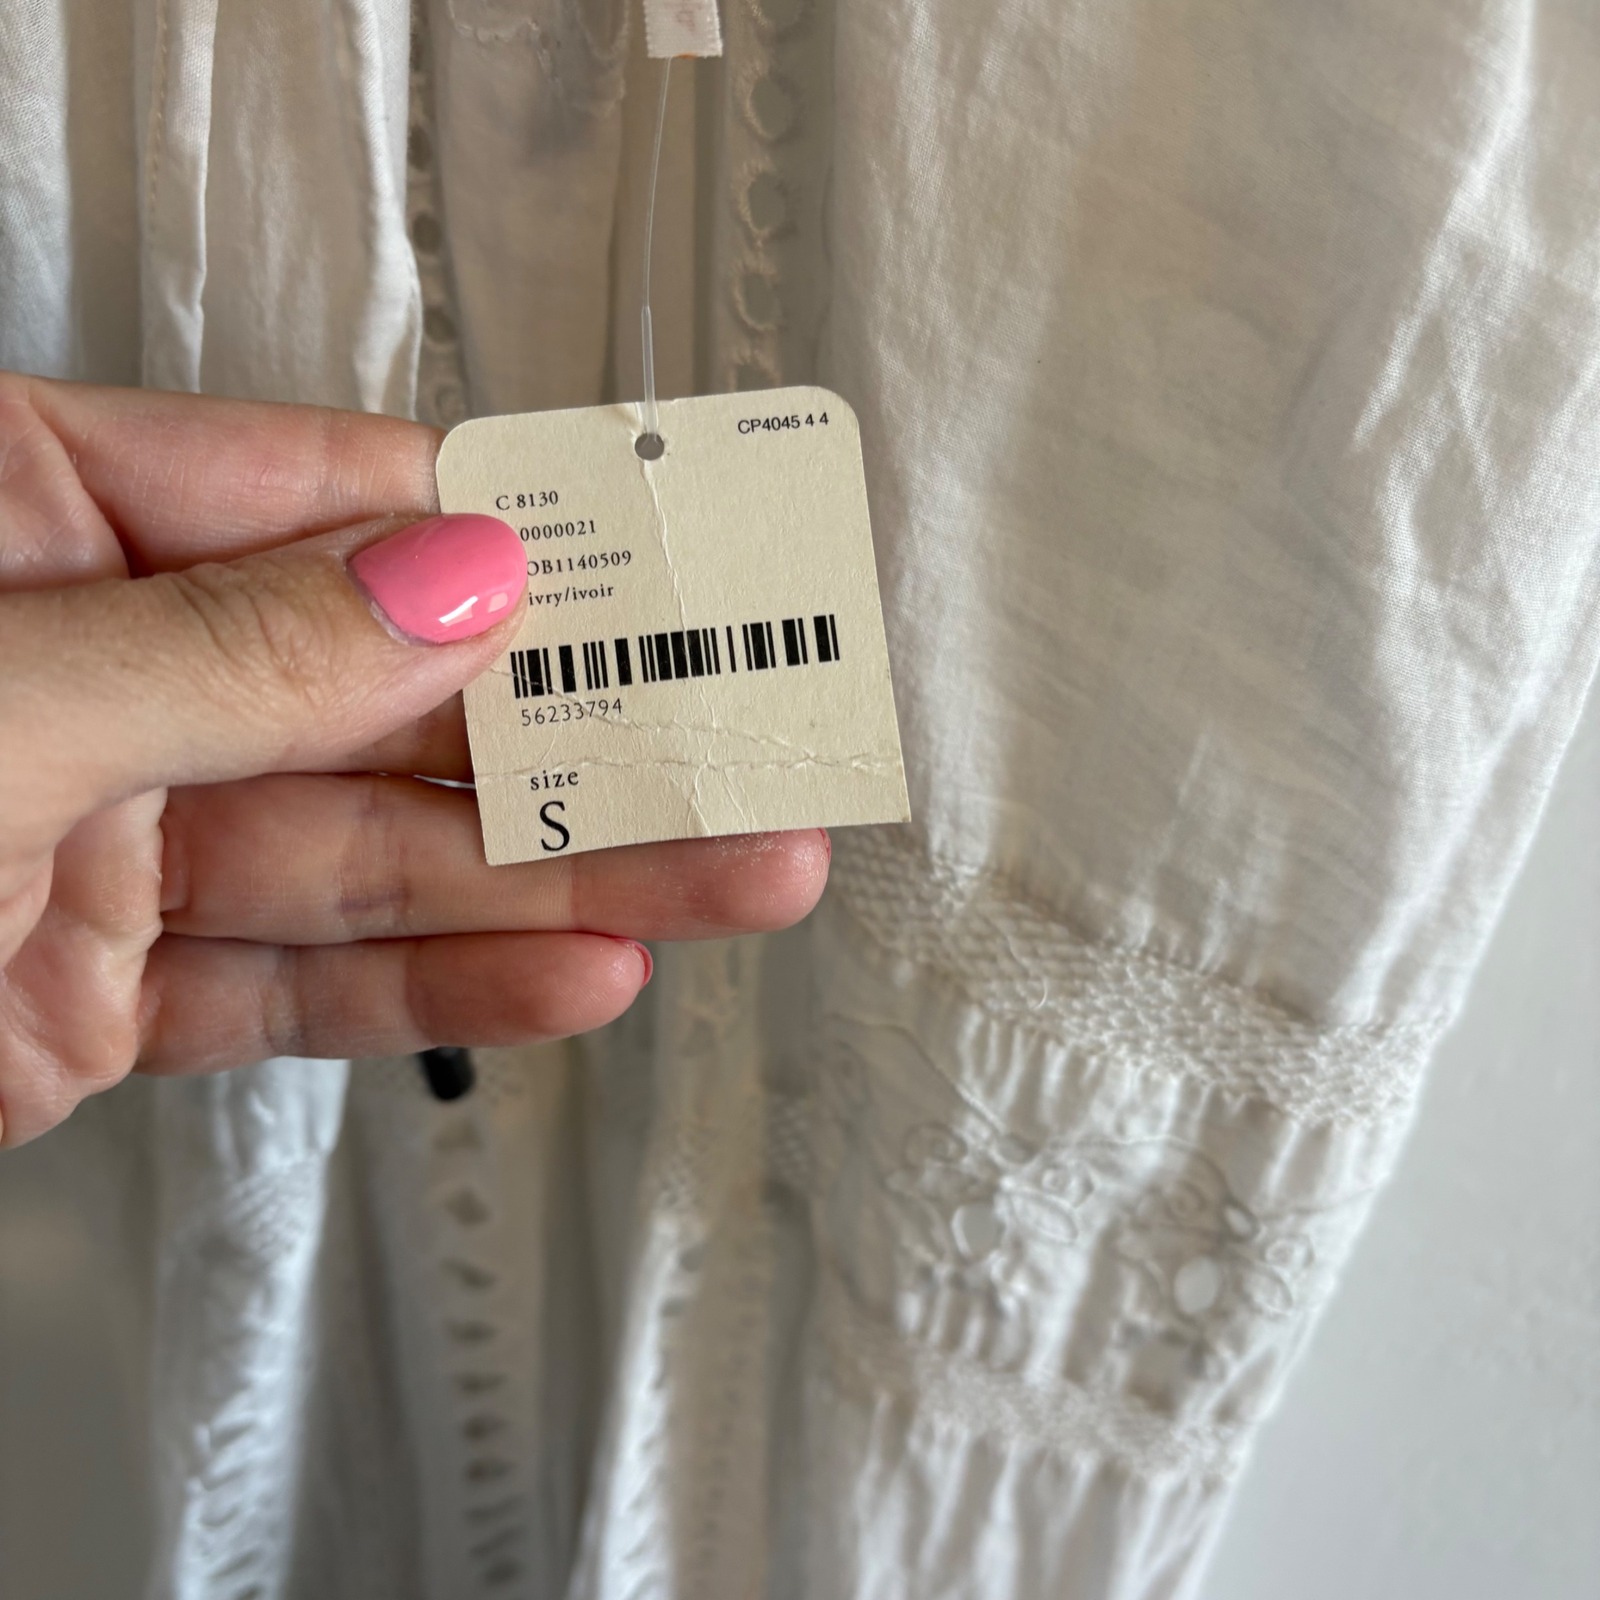 CP4045 4 4
C 8130
0000021
OB1140509
ivry/ivoir
56233794
size
S